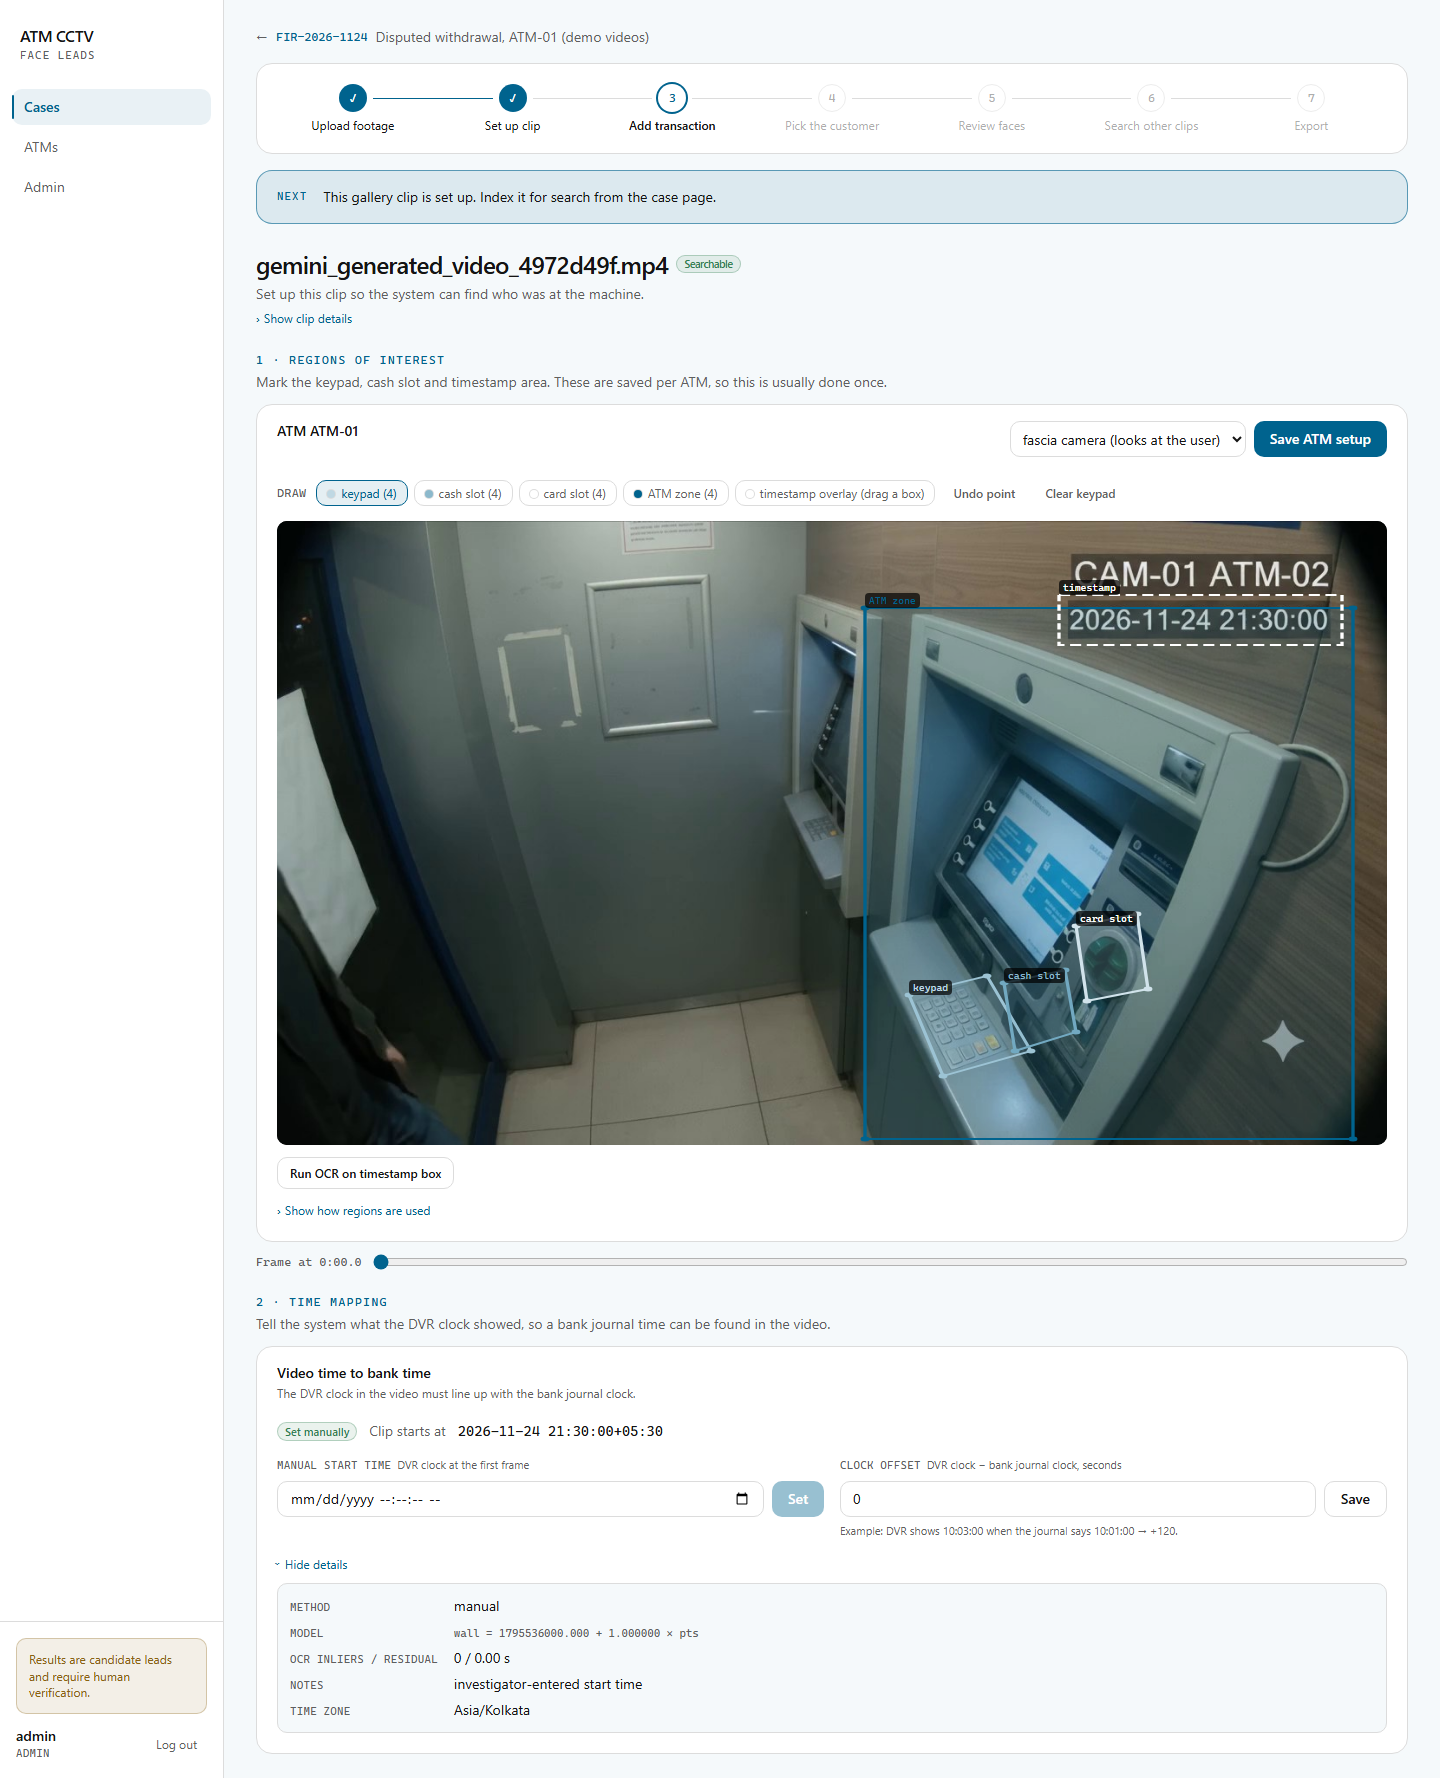 ATM CCTV
FACE LEADS
Cases
ATMs
Admin
Results are candidate leads
and require human
verification.
admin
ADMIN
Log out
← FIR-2026-1124 Disputed withdrawal, ATM-01 (demo videos)
✓ ✓ 3 4 5 6 7
Upload footage Set up clip Add transaction Pick the customer Review faces Search other clips Export
NEXT This gallery clip is set up. Index it for search from the case page.
gemini_generated_video_4972d49f.mp4 Searchable
Set up this clip so the system can find who was at the machine.
› Show clip details
1 · REGIONS OF INTEREST
Mark the keypad, cash slot and timestamp area. These are saved per ATM, so this is usually done once.
ATM ATM-01
fascia camera (looks at the user) Save ATM setup
DRAW keypad (4) cash slot (4) card slot (4) ATM zone (4) timestamp overlay (drag a box) Undo point Clear keypad
CAM-01 ATM-02
timestamp
ATM zone
2026-11-24 21:30:00
card slot
cash slot
keypad
Run OCR on timestamp box
› Show how regions are used
Frame at 0:00.0
2 · TIME MAPPING
Tell the system what the DVR clock showed, so a bank journal time can be found in the video.
Video time to bank time
The DVR clock in the video must line up with the bank journal clock.
Set manually Clip starts at 2026-11-24 21:30:00+05:30
MANUAL START TIME DVR clock at the first frame
mm/dd/yyyy --:--:-- --
Set
CLOCK OFFSET DVR clock − bank journal clock, seconds
0
Save
Example: DVR shows 10:03:00 when the journal says 10:01:00 → +120.
Hide details
METHOD manual
MODEL wall = 1795536000.000 + 1.000000 × pts
OCR INLIERS / RESIDUAL 0 / 0.00 s
NOTES investigator-entered start time
TIME ZONE Asia/Kolkata